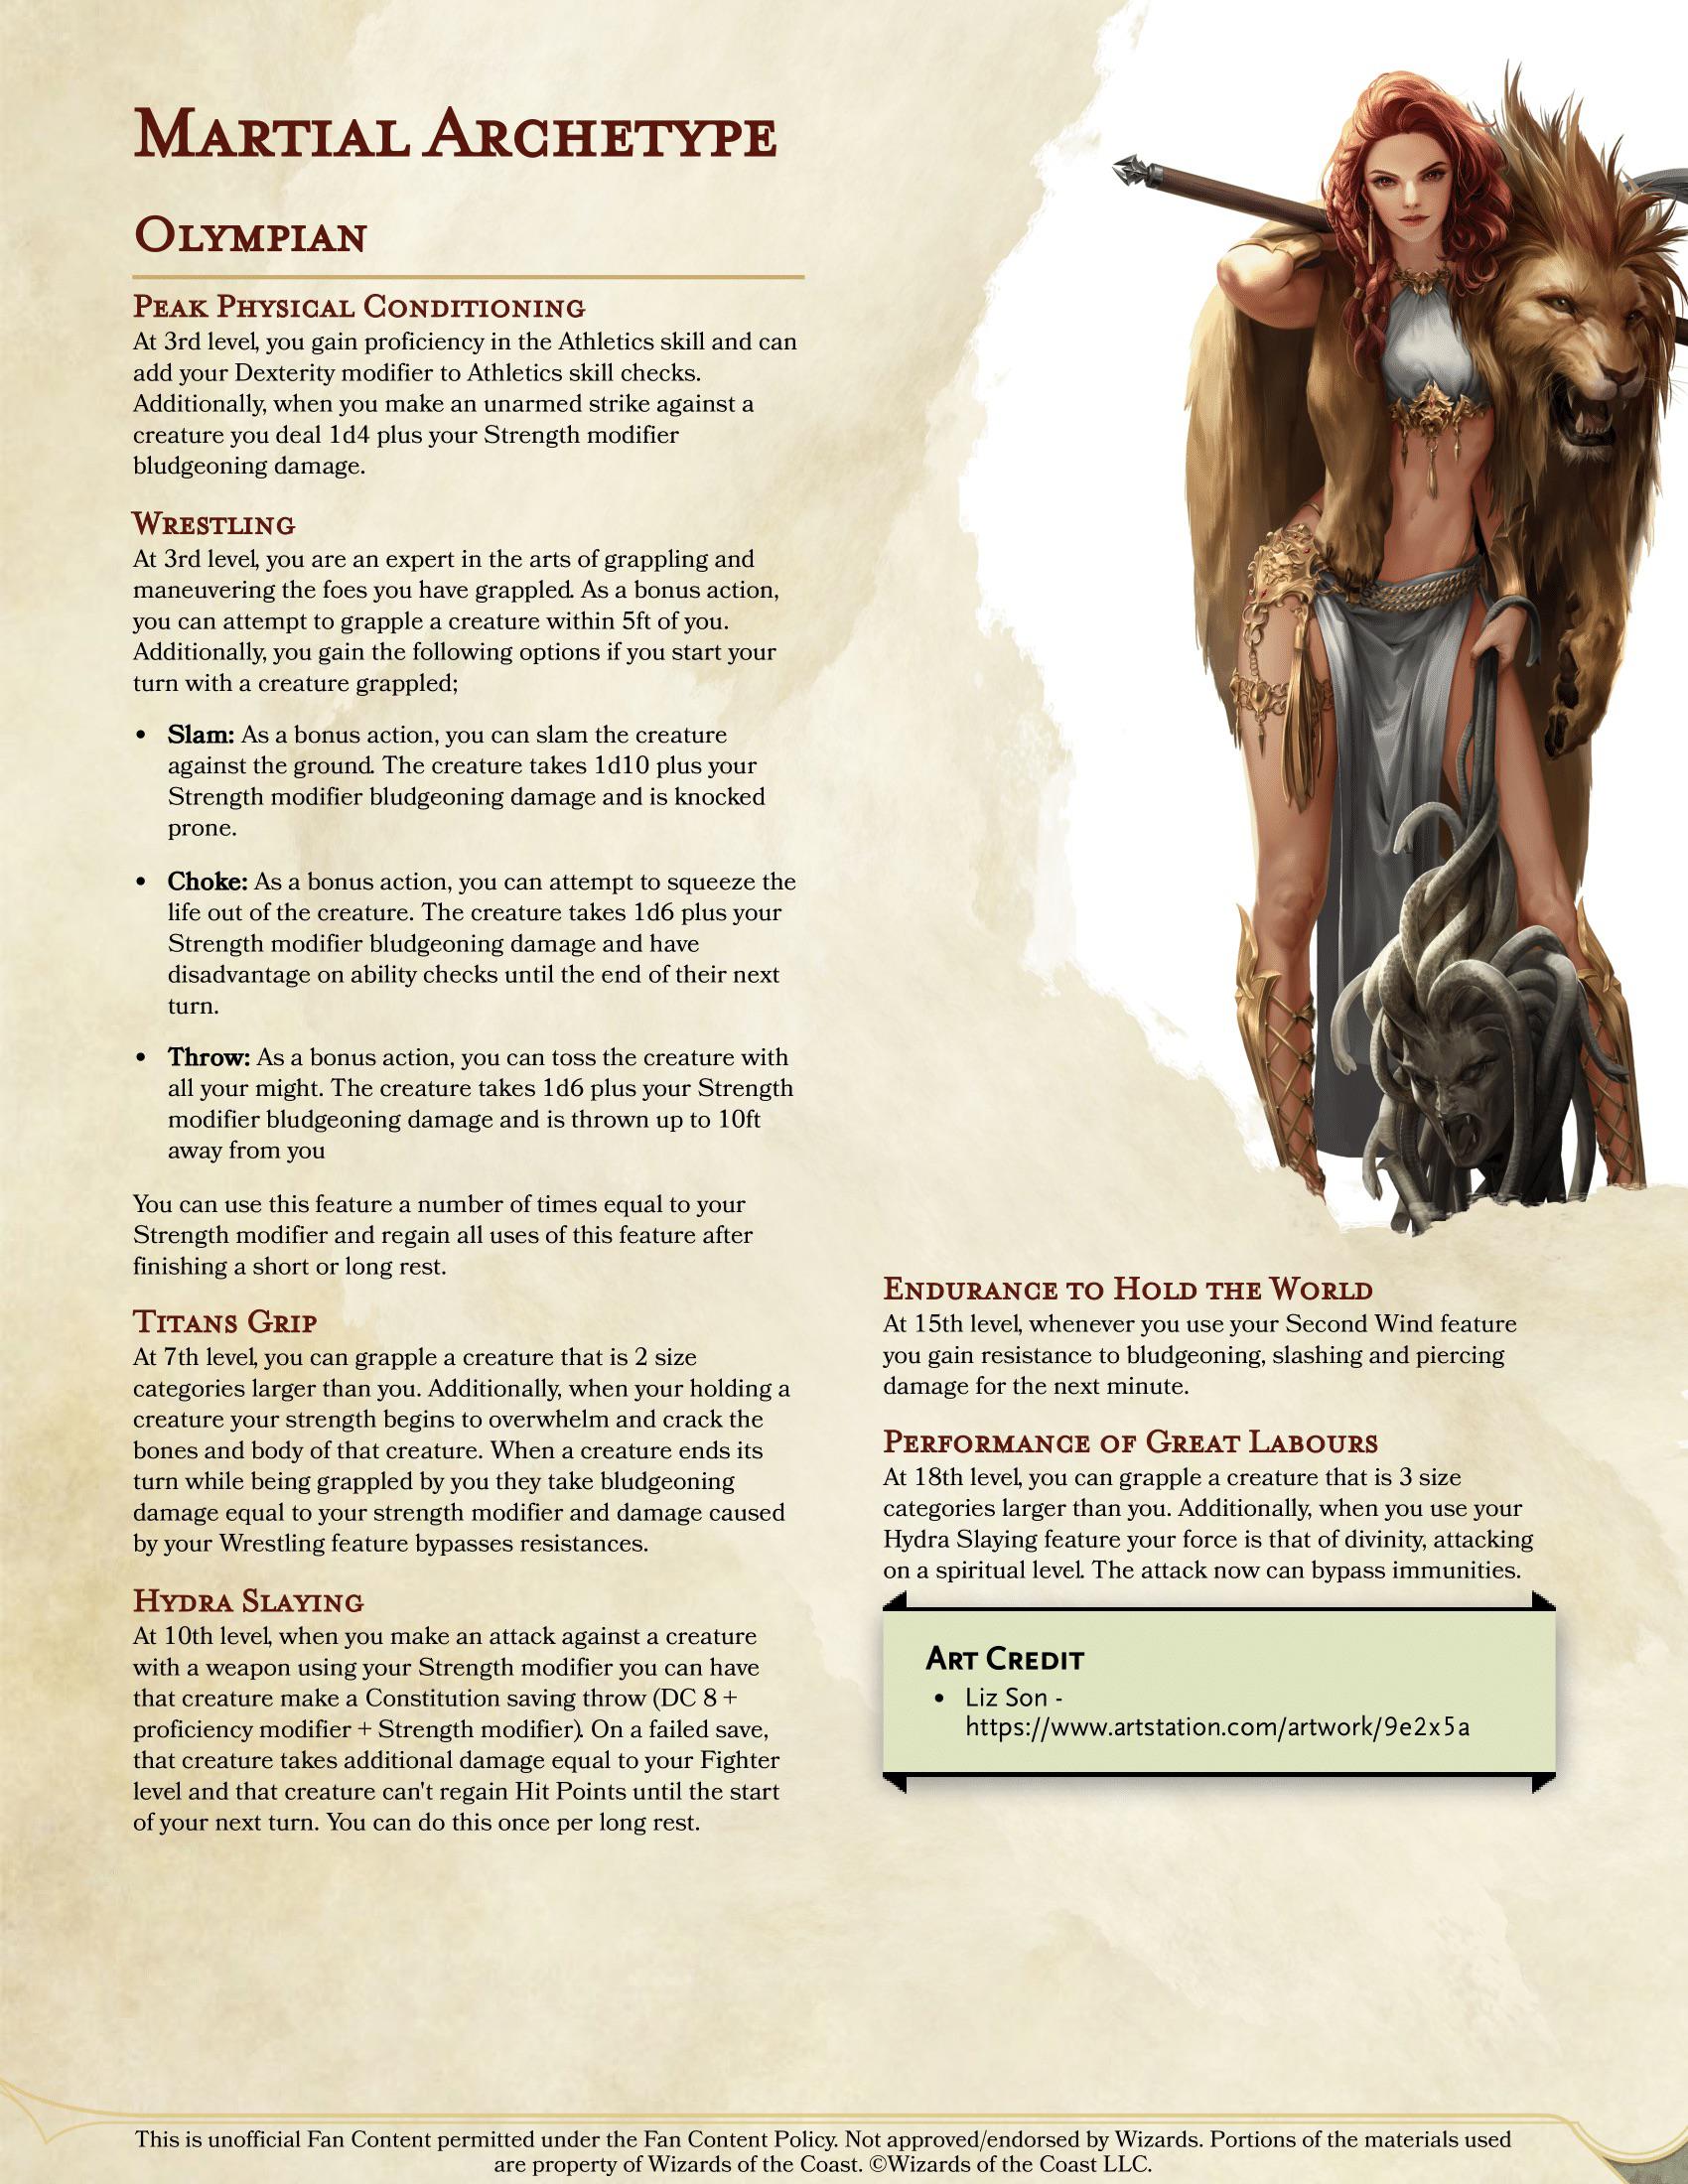 Martial Archetype
Olympian
Peak Physical Conditioning
At 3rd level, you gain proficiency in the Athletics skill and can
add your Dexterity modifier to Athletics skill checks.
Additionally, when you make an unarmed strike against a
creature you deal 1d4 plus your Strength modifier
bludgeoning damage.
Wrestling
At 3rd level, you are an expert in the arts of grappling and
maneuvering the foes you have grappled. As a bonus action,
you can attempt to grapple a creature within 5ft of you.
Additionally, you gain the following options if you start your
turn with a creature grappled;
• Slam: As a bonus action, you can slam the creature
against the ground. The creature takes 1d10 plus your
Strength modifier bludgeoning damage and is knocked
prone.
• Choke: As a bonus action, you can attempt to squeeze the
life out of the creature. The creature takes 1d6 plus your
Strength modifier bludgeoning damage and have
disadvantage on ability checks until the end of their next
turn.
• Throw: As a bonus action, you can toss the creature with
all your might. The creature takes 1d6 plus your Strength
modifier bludgeoning damage and is thrown up to 10ft
away from you
You can use this feature a number of times equal to your
Strength modifier and regain all uses of this feature after
finishing a short or long rest.
Titans Grip
At 7th level, you can grapple a creature that is 2 size
categories larger than you. Additionally, when your holding a
creature your strength begins to overwhelm and crack the
bones and body of that creature. When a creature ends its
turn while being grappled by you they take bludgeoning
damage equal to your strength modifier and damage caused
by your Wrestling feature bypasses resistances.
Hydra Slaying
At 10th level, when you make an attack against a creature
with a weapon using your Strength modifier you can have
that creature make a Constitution saving throw (DC 8 +
proficiency modifier + Strength modifier). On a failed save,
that creature takes additional damage equal to your Fighter
level and that creature can't regain Hit Points until the start
of your next turn. You can do this once per long rest.
Endurance to Hold the World
At 15th level, whenever you use your Second Wind feature
you gain resistance to bludgeoning, slashing and piercing
damage for the next minute.
Performance of Great Labours
At 18th level, you can grapple a creature that is 3 size
categories larger than you. Additionally, when you use your
Hydra Slaying feature your force is that of divinity, attacking
on a spiritual level. The attack now can bypass immunities.
Art Credit
• Liz Son -
https://www.artstation.com/artwork/9e2x5a
This is unofficial Fan Content permitted under the Fan Content Policy. Not approved/endorsed by Wizards. Portions of the materials used
are property of Wizards of the Coast. ©Wizards of the Coast LLC.